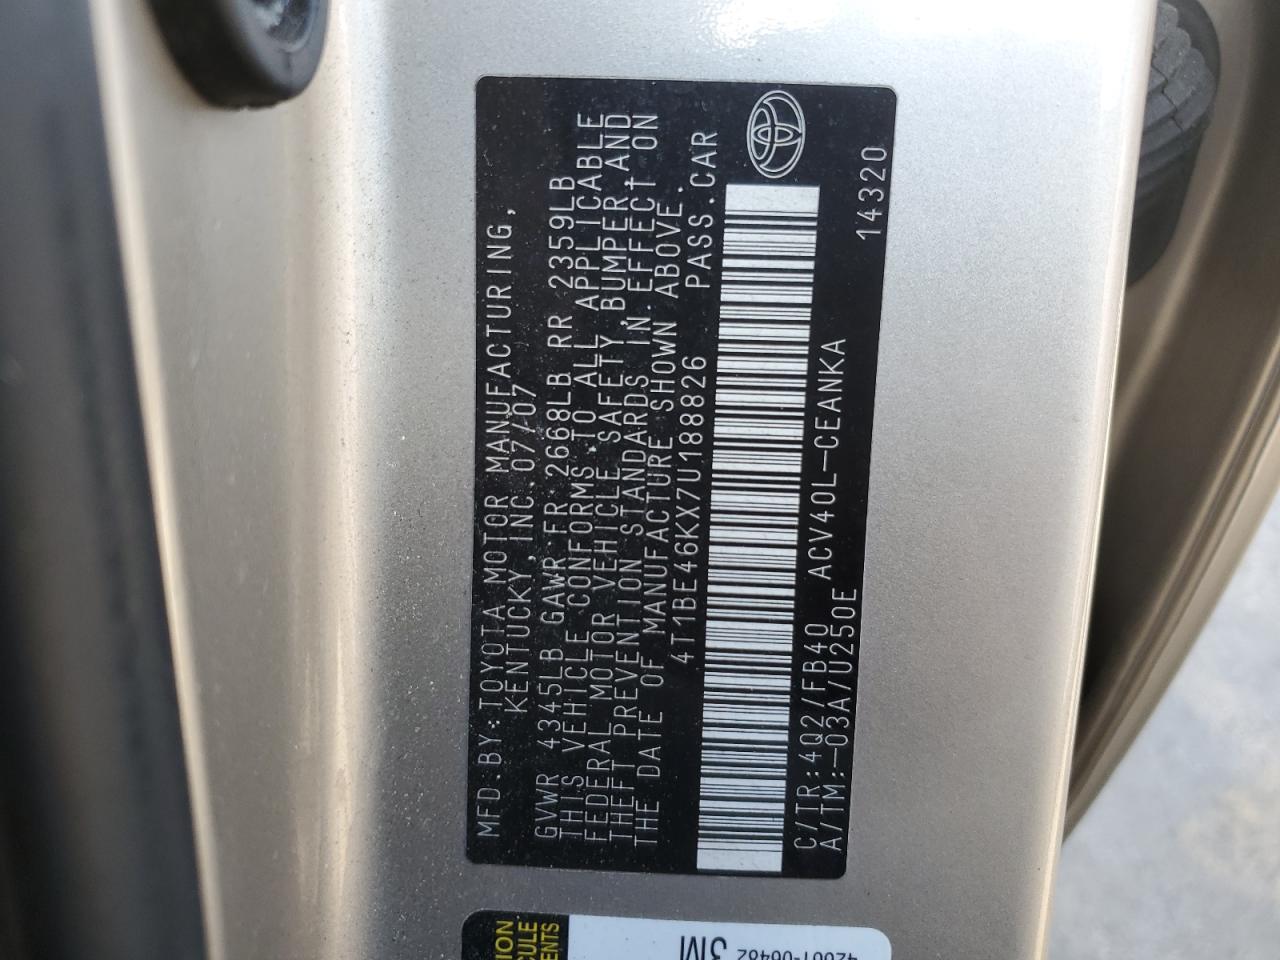 MFD. BY: TOYOTA MOTOR MANUFACTURING,
KENTUCKY, INC. 07/07
GVWR 4345LB GAWR FR 2668LB RR 2359LB
THIS VEHICLE CONFORMS TO ALL APPLICABLE
FEDERAL MOTOR VEHICLE SAFETY, BUMPER, AND
THEFT PREVENTION STANDARDS IN EFFECT ON
THE DATE OF MANUFACTURE SHOWN ABOVE.
4T1BE46KX7U188826 PASS. CAR
C/TR: 4Q2/FB40 ACV40L-CEANKA 14320
A/TM: -03A/U250E
3M